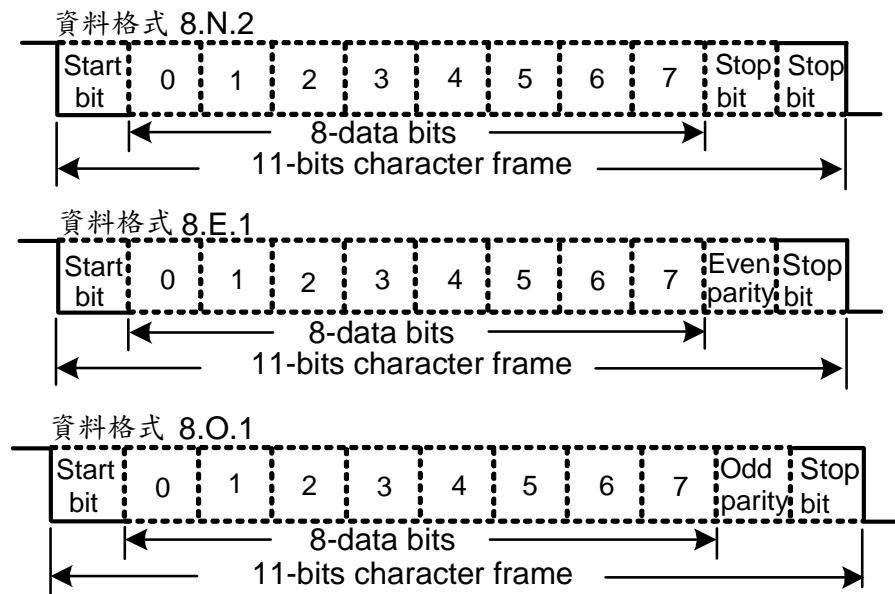 資料格式 8.N.2
Start bit 0 1 2 3 4 5 6 7 Stop bit Stop bit
8-data bits
11-bits character frame
資料格式 8.E.1
Start bit 0 1 2 3 4 5 6 7 Even parity Stop bit
8-data bits
11-bits character frame
資料格式 8.O.1
Start bit 0 1 2 3 4 5 6 7 Odd parity Stop bit
8-data bits
11-bits character frame